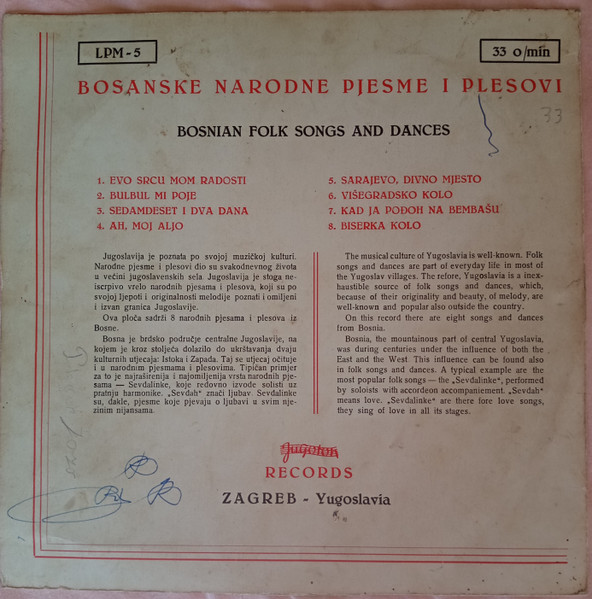 LPM-5
33 o/min
BOSANSKE NARODNE PJESME I PLESOVI
33
BOSNIAN FOLK SONGS AND DANCES
1. EVO SRCU MOM RADOSTI
2. BULBUL MI POJE
3. SEDAMDESET I DVA DANA
4. AH, MOJ ALJO
5. SARAJEVO, DIVNO MJESTO
6. VIŠEGRADSKO KOLO
7. KAD JA POĐOH NA BEMBAŠU
8. BISERKA KOLO
Jugoslavija je poznata po svojoj muzičkoj kulturi.
Narodne pjesme i plesovi dio su svakodnevnog života
u većini jugoslavenskih sela. Jugoslavija je stoga ne-
iscrpivo vrelo narodnih pjesama i plesova, koji su po
svojoj ljepoti i originalnosti melodije poznati i omiljeni
i izvan granica Jugoslavije.
Ova ploča sadrži 8 narodnih pjesama i plesova iz
Bosne.
Bosna je brdsko područje centralne Jugoslavije, na
kojem je kroz stoljeća dolazilo do ukrštavanja dvaju
kulturnih utjecaja: Istoka i Zapada. Taj se utjecaj očituje
i u narodnim pjesmama i plesovima. Tipičan primjer
za to je najraširenija i najomiljenija vrsta narodnih pje-
sama — Sevdalinke, koje redovno izvode solisti uz
pratnju harmonike. „Sevdah" znači ljubav. Sevdalinke
su, dakle, pjesme koje pjevaju o ljubavi u svim nje-
zinim nijansama.
The musical culture of Yugoslavia is well-known. Folk
songs and dances are part of everyday life in most of
the Yugoslav villages. The refore, Yugoslavia is a inex-
haustible source of folk songs and dances, which,
because of their originality and beauty, of melody, are
well-known and popular also outside the country.
On this record there are eight songs and dances
from Bosnia.
Bosnia, the mountainous part of central Yugoslavia,
was during centuries under the influence of both the
East and the West. This influence can be found also
in folk songs and dances. A typical example are the
most popular folk songs — the „Sevdalinke", performed
by soloists with accordeon accompaniement. „Sevdah"
means love. „Sevdalinke" are there fore love songs,
they sing of love in all its stages.
Jugoton
RECORDS
ZAGREB - Yugoslavia